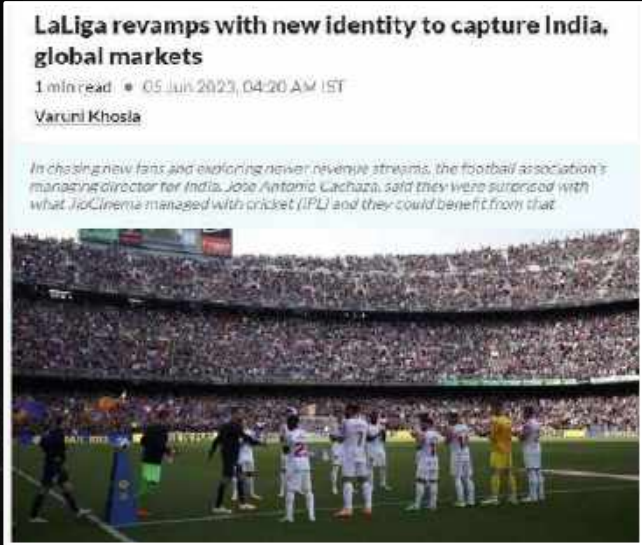 LaLiga revamps with new identity to capture India,
global markets
1 min read • 05 Jun 2023, 04:20 AM IST
Varuni Khosla
In chasing new fans and exploring newer revenue streams, the football association's
managing director for India, Jose Antonio Cachaza, said they were surprised with
what JioCinema managed with cricket (IPL) and they could benefit from that
2
7